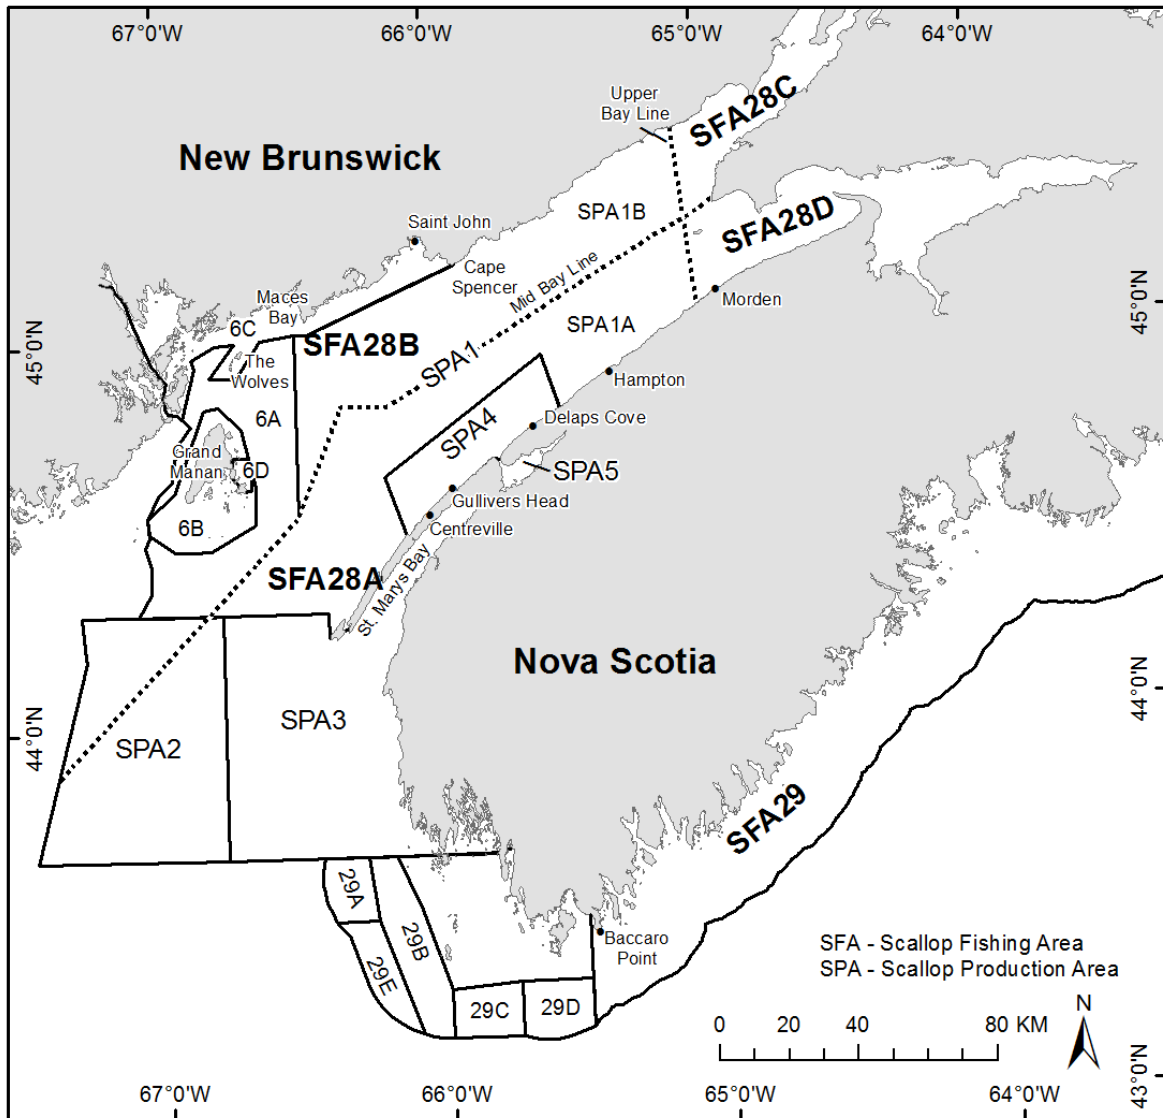 67°0'W
66°0'W
65°0'W
64°0'W
Upper
Bay Line
SFA28C
New Brunswick
SPA1B
SFA28D
Saint John
Cape
Spencer
Mid Bay Line
Morden
Maces
Bay
SPA1A
45°0'N
45°0'N
6C
SFA28B
The
Wolves
SPA1
Hampton
6A
SPA4
Delaps Cove
Grand
Manan
6D
SPA5
Gullivers Head
6B
Centreville
SFA28A
St. Marys Bay
Nova Scotia
44°0'N
44°0'N
SPA3
SPA2
SFA29
29A
29B
29E
Baccaro
Point
SFA - Scallop Fishing Area
SPA - Scallop Production Area
29C
29D
N
0 20 40 80 KM
43°0'N
67°0'W
66°0'W
65°0'W
64°0'W